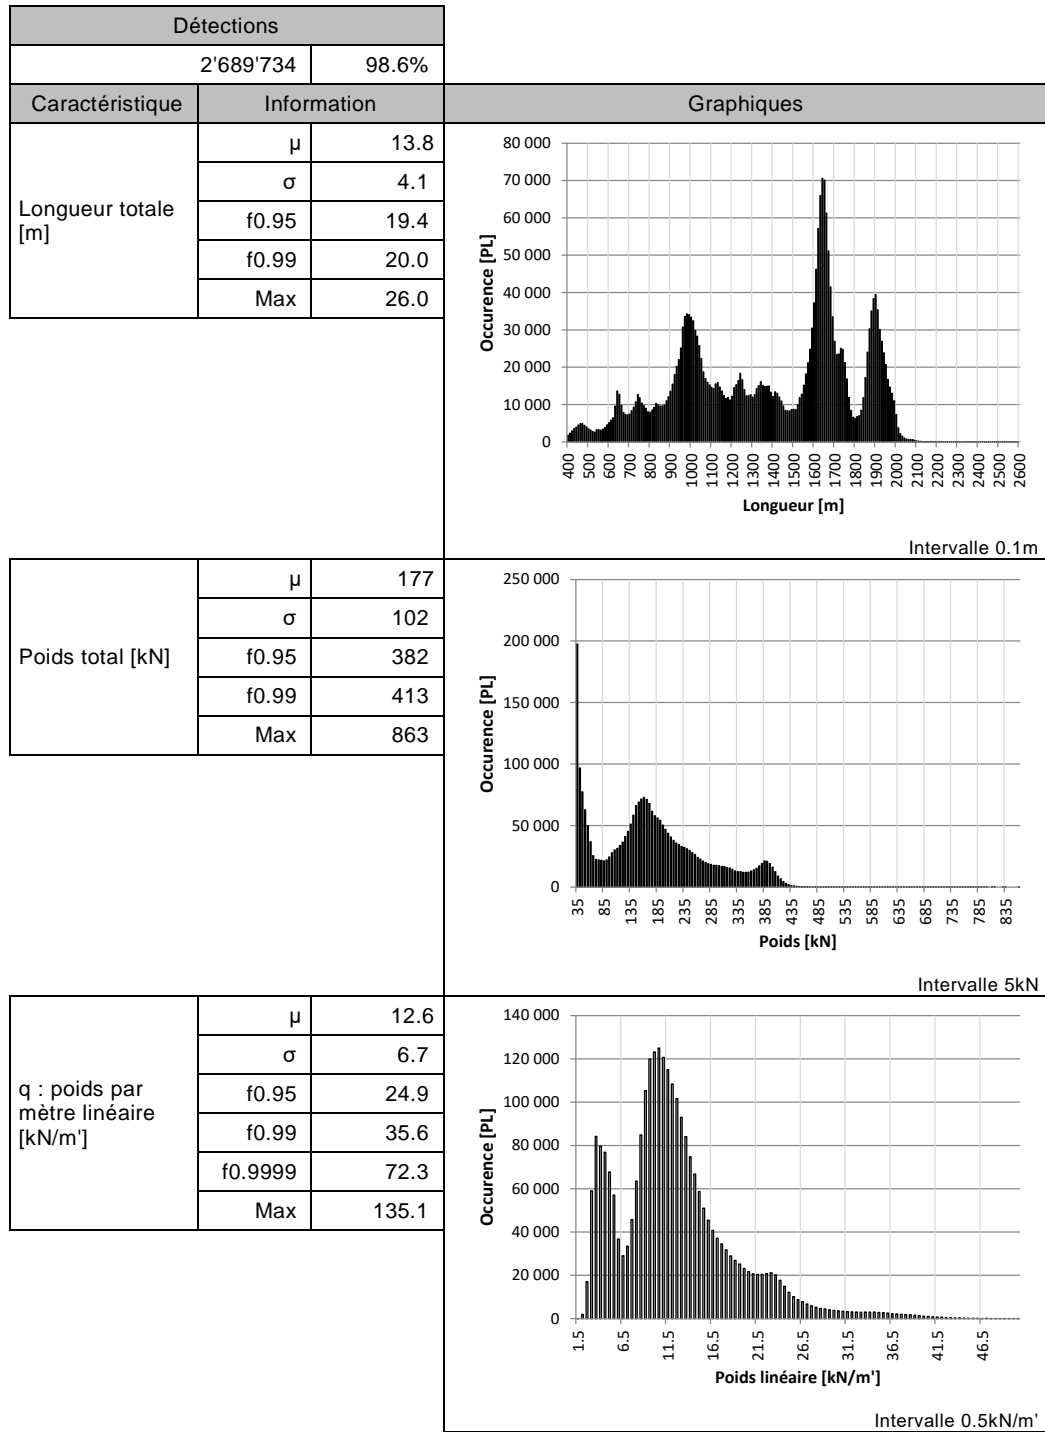 Détections
2'689'734 98.6%
Caractéristique Information Graphiques
Longueur totale [m]
µ 13.8
σ 4.1
f0.95 19.4
f0.99 20.0
Max 26.0
80 000
70 000
60 000
50 000
40 000
30 000
20 000
10 000
0
Occurence [PL]
400 500 600 700 800 900 1000 1100 1200 1300 1400 1500 1600 1700 1800 1900 2000 2100 2200 2300 2400 2500 2600
Longueur [m]
Intervalle 0.1m
Poids total [kN]
µ 177
σ 102
f0.95 382
f0.99 413
Max 863
250 000
200 000
150 000
100 000
50 000
0
Occurence [PL]
35 85 135 185 235 285 335 385 435 485 535 585 635 685 735 785 835
Poids [kN]
Intervalle 5kN
q : poids par
mètre linéaire
[kN/m']
µ 12.6
σ 6.7
f0.95 24.9
f0.99 35.6
f0.9999 72.3
Max 135.1
140 000
120 000
100 000
80 000
60 000
40 000
20 000
0
Occurence [PL]
1.5 6.5 11.5 16.5 21.5 26.5 31.5 36.5 41.5 46.5
Poids linéaire [kN/m']
Intervalle 0.5kN/m’